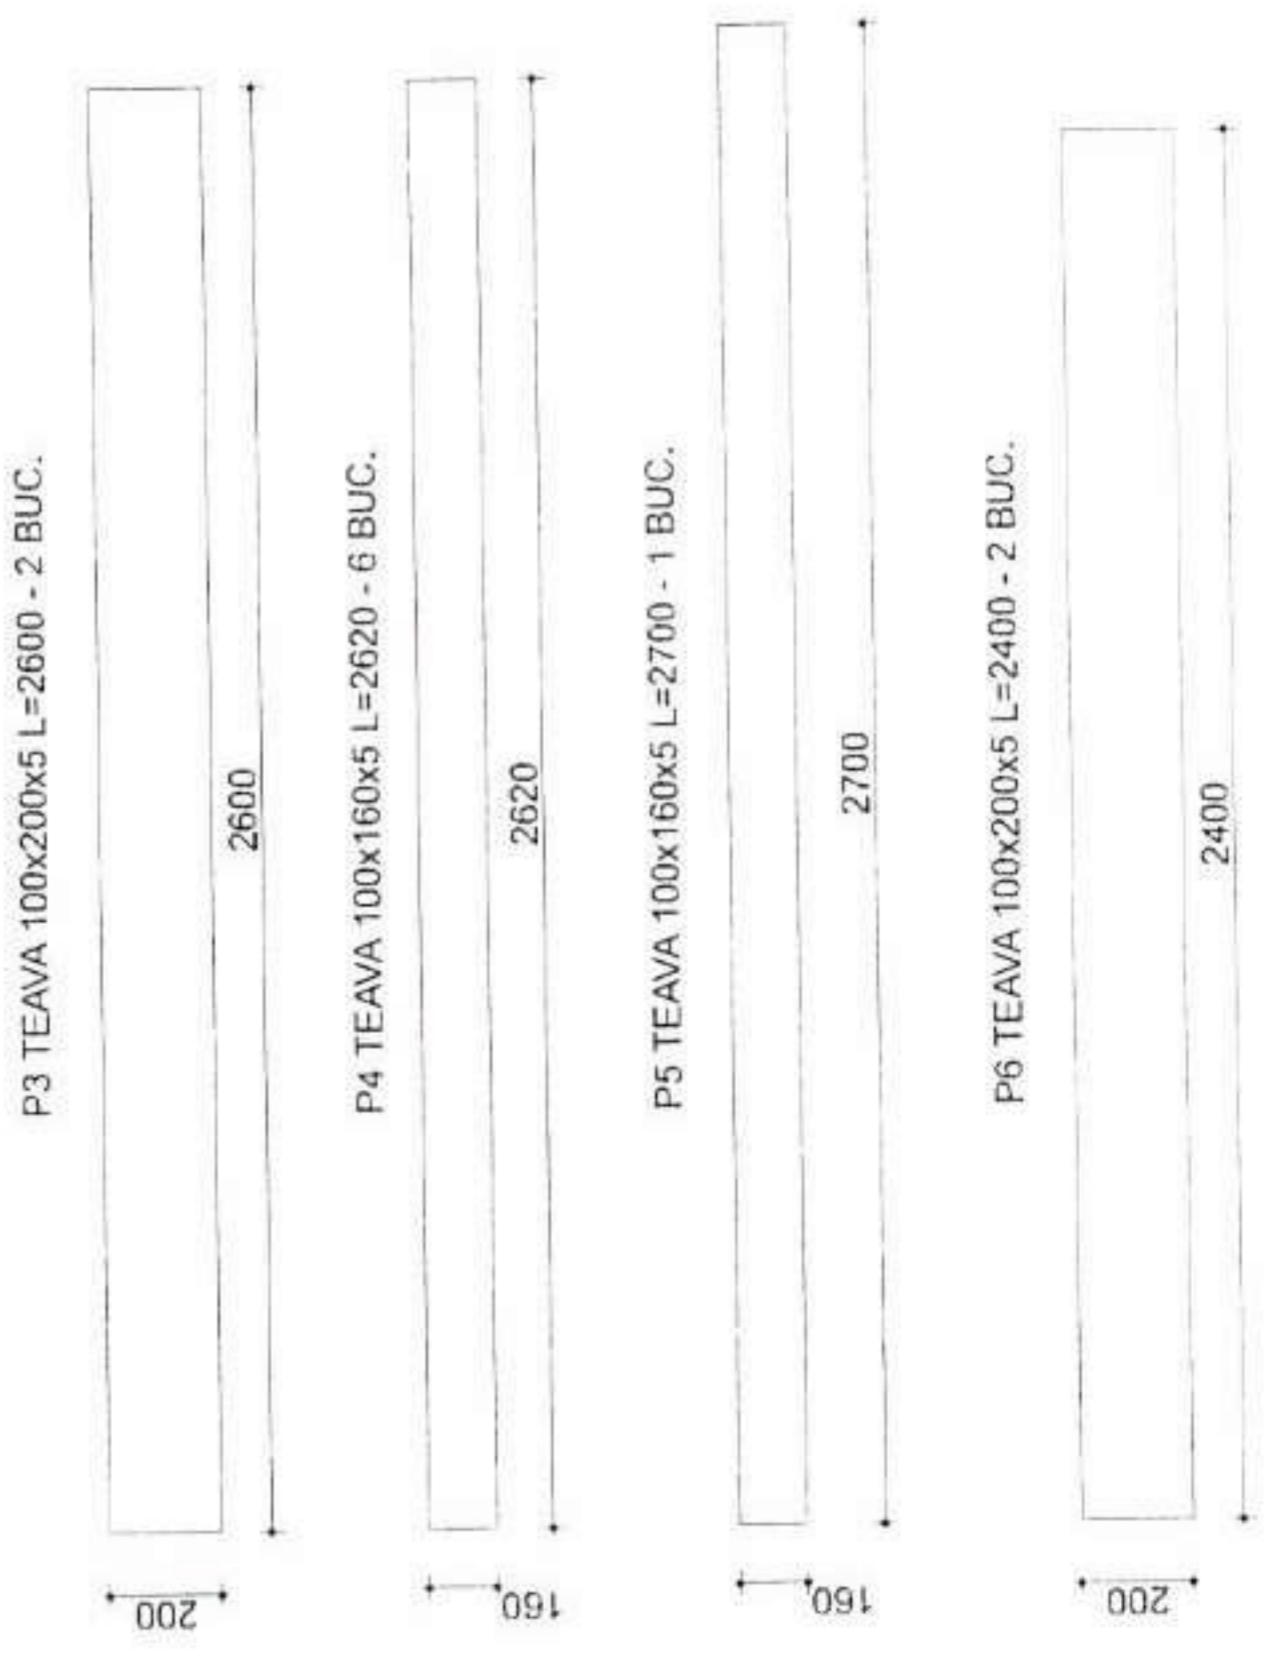 P3 TEAVA 100x200x5 L=2600 - 2 BUC.
2600
200
P4 TEAVA 100x160x5 L=2620 - 6 BUC.
2620
160
P5 TEAVA 100x160x5 L=2700 - 1 BUC.
2700
160
P6 TEAVA 100x200x5 L=2400 - 2 BUC.
2400
200